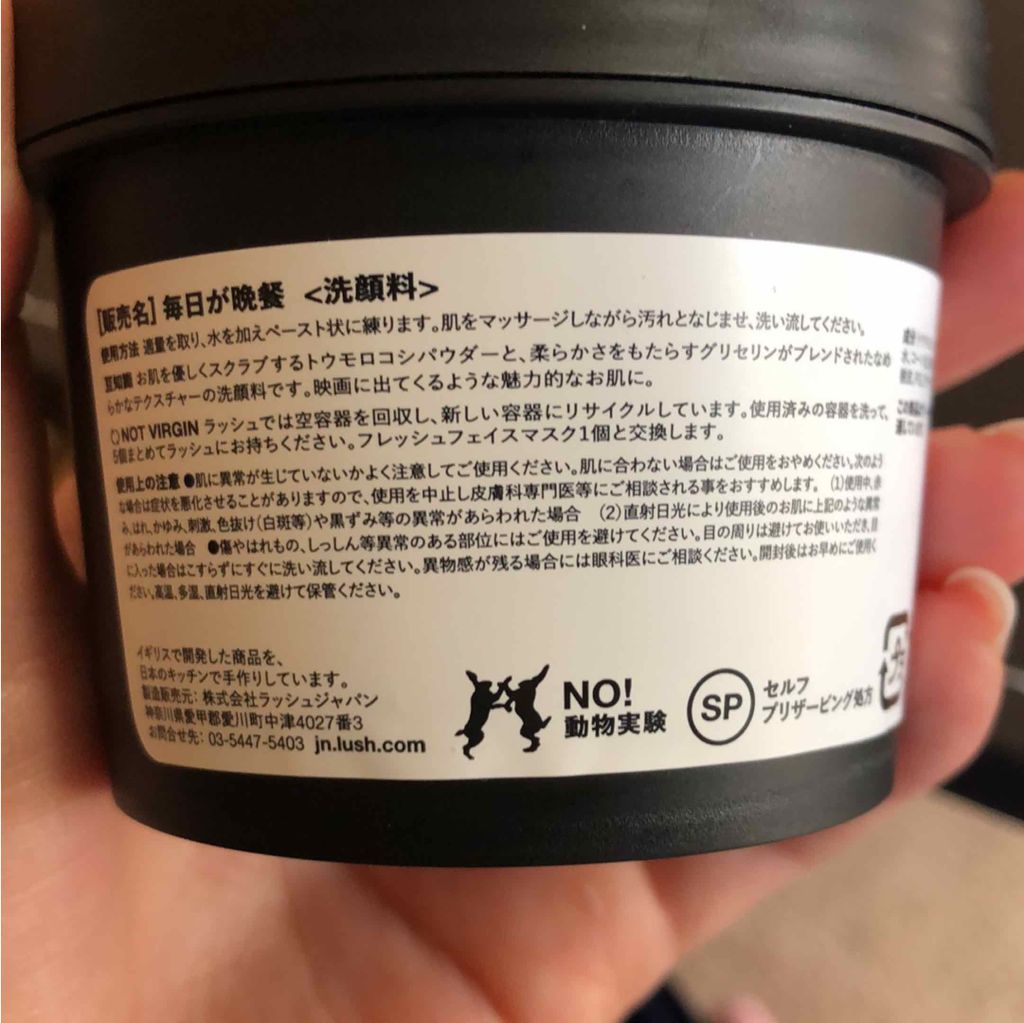 [販売名] 毎日が晩餐 <洗顔料>
使用方法 適量を取り、水を加えペースト状に練ります。肌をマッサージしながら汚れとなじませ、洗い流してください。
豆知識 お肌を優しくスクラブするトウモロコシパウダーと、柔らかさをもたらすグリセリンがブレンドされたなめ
らかなテクスチャーの洗顔料です。映画に出てくるような魅力的なお肌に。
NOT VIRGIN ラッシュでは空容器を回収し、新しい容器にリサイクルしています。使用済みの容器を洗って、
5個まとめてラッシュにお持ちください。フレッシュフェイスマスク1個と交換します。
使用上の注意 ●肌に異常が生じていないかよく注意してご使用ください。肌に合わない場合はご使用をおやめください。次のよう
な場合は症状を悪化させることがありますので、使用を中止し皮膚科専門医等にご相談される事をおすすめします。 (1)使用中、赤
み、はれ、かゆみ、刺激、色抜け(白斑等)や黒ずみ等の異常があらわれた場合 (2)直射日光により使用後のお肌に上記のような異常
があらわれた場合 ●傷やはれもの、しっしん等異常のある部位にはご使用を避けてください。目の周りは避けてお使いいただき、目
に入った場合はこすらずにすぐに洗い流してください。異物感が残る場合には眼科医にご相談ください。開封後はお早めにご使用く
ださい。高温、多湿、直射日光を避けて保管ください。
イギリスで開発した商品を、
日本のキッチンで手作りしています。
製造販売元: 株式会社ラッシュジャパン
神奈川県愛甲郡愛川町中津4027番3
お問合せ先: 03-5447-5403 jn.lush.com
NO!
動物実験
SP
セルフ
プリザービング処方